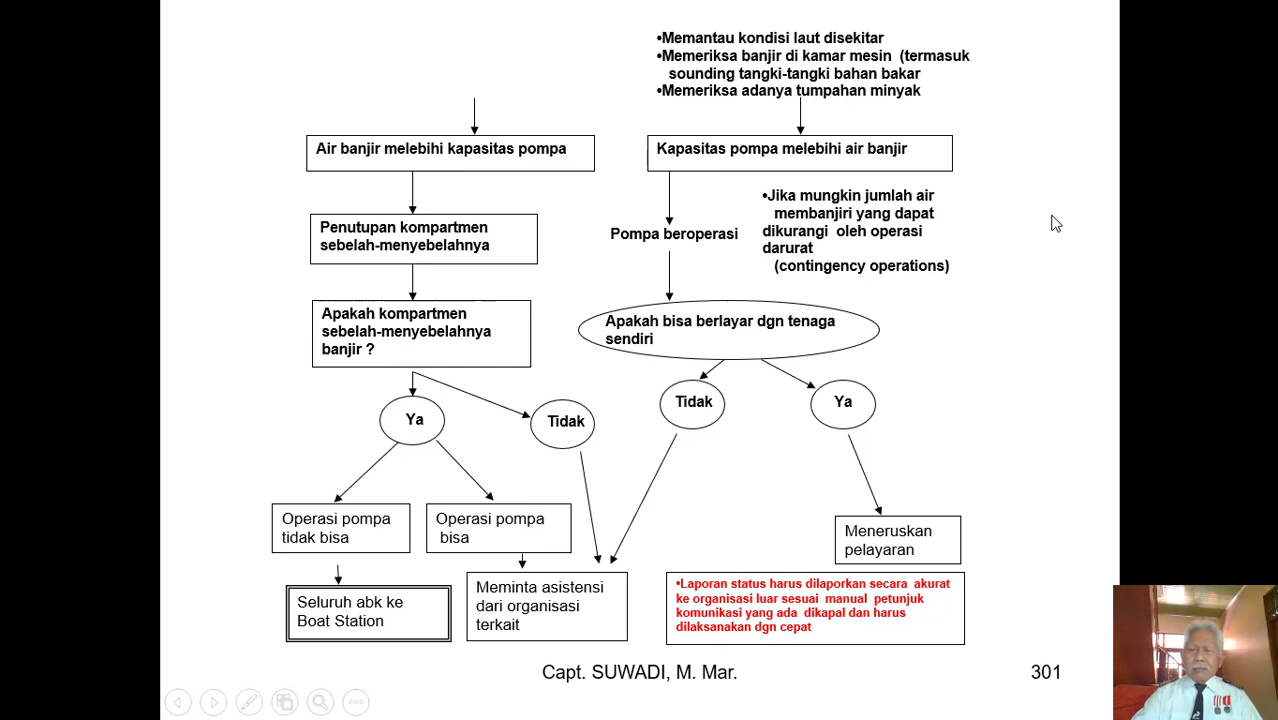 •Memantau kondisi laut disekitar
•Memeriksa banjir di kamar mesin (termasuk
sounding tangki-tangki bahan bakar
•Memeriksa adanya tumpahan minyak
Air banjir melebihi kapasitas pompa
Kapasitas pompa melebihi air banjir
Penutupan kompartmen
sebelah-menyebelahnya
Pompa beroperasi
•Jika mungkin jumlah air
membanjiri yang dapat
dikurangi oleh operasi
darurat
(contingency operations)
Apakah kompartmen
sebelah-menyebelahnya
banjir ?
Apakah bisa berlayar dgn tenaga
sendiri
Ya
Tidak
Tidak
Ya
Operasi pompa
tidak bisa
Operasi pompa
bisa
Meneruskan
pelayaran
Seluruh abk ke
Boat Station
Meminta asistensi
dari organisasi
terkait
•Laporan status harus dilaporkan secara akurat
ke organisasi luar sesuai manual petunjuk
komunikasi yang ada dikapal dan harus
dilaksanakan dgn cepat
Capt. SUWADI, M. Mar.
301